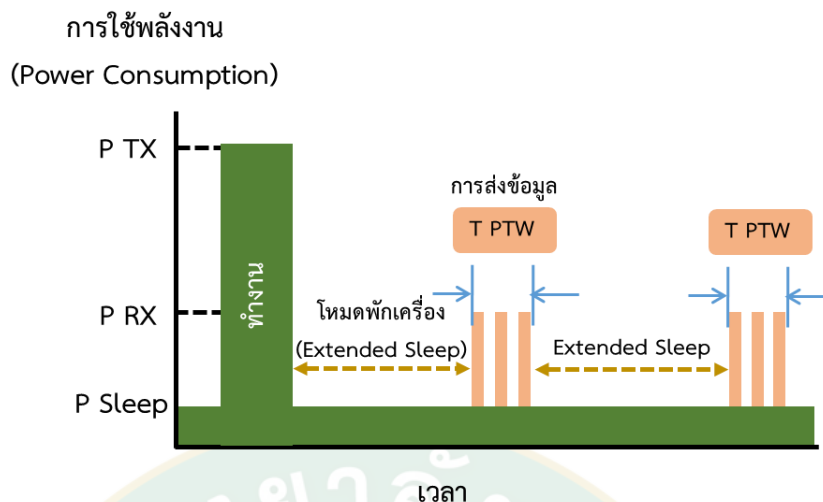 การใช้พลังงาน
(Power Consumption)
P TX
การส่งข้อมูล
T PTW
T PTW
ทำงาน
P RX
โหมดพักเครื่อง
(Extended Sleep)
Extended Sleep
P Sleep
เวลา